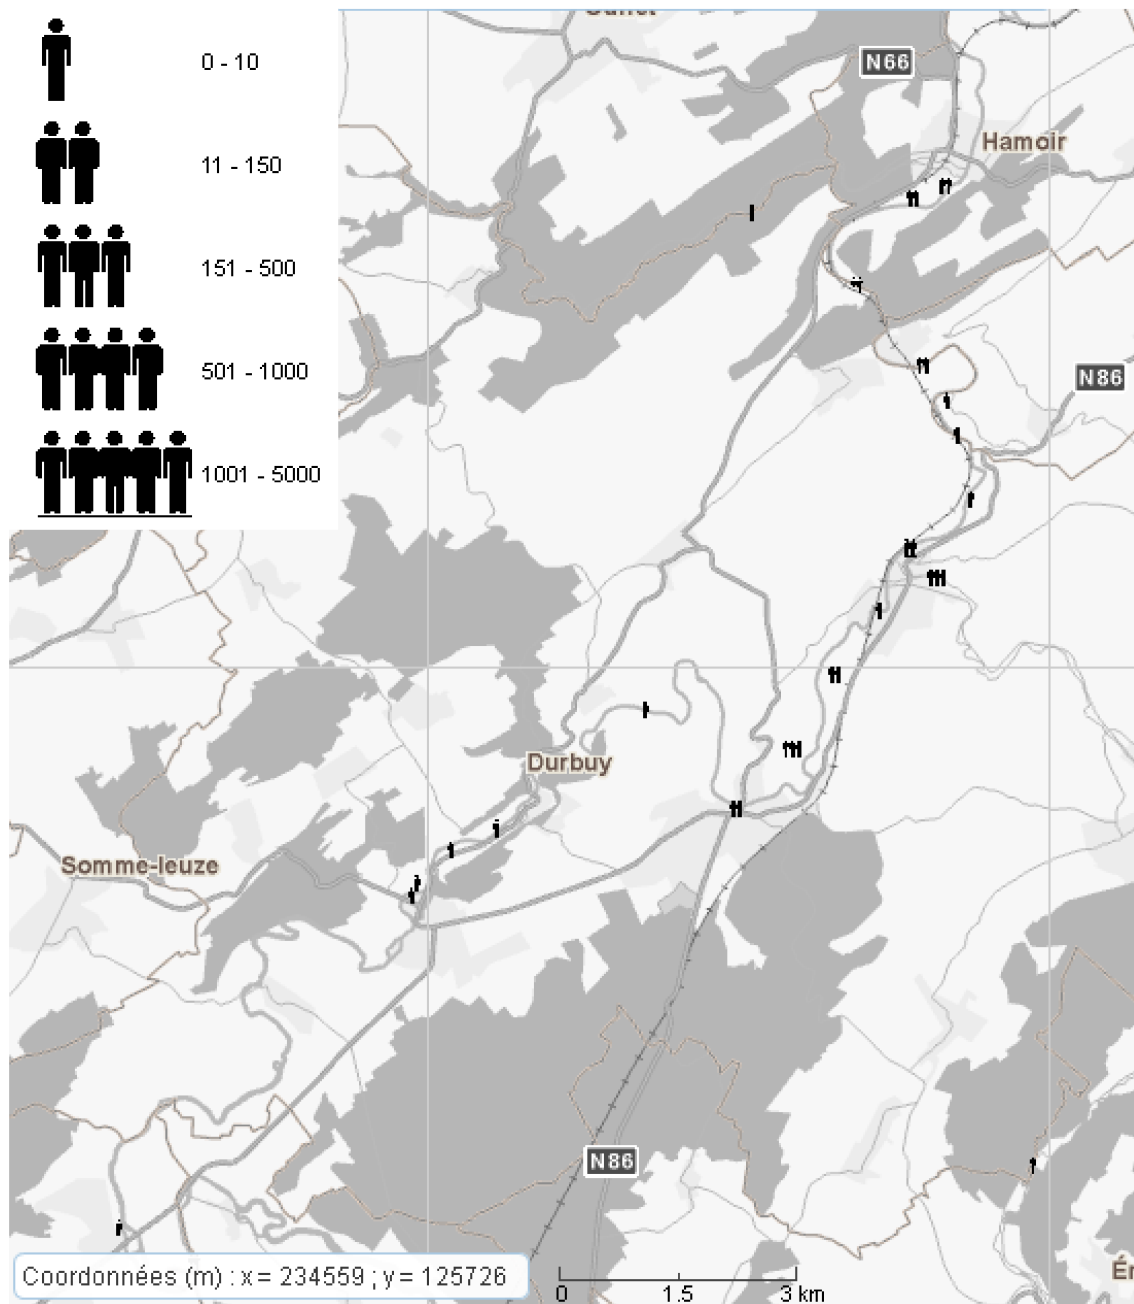 0 - 10
11 - 150
151 - 500
501 - 1000
1001 - 5000
N66
Hamoir
N86
Durbuy
Somme-leuze
N86
Coordonnées (m) : x = 234559 ; y = 125726
0 1.5 3 km